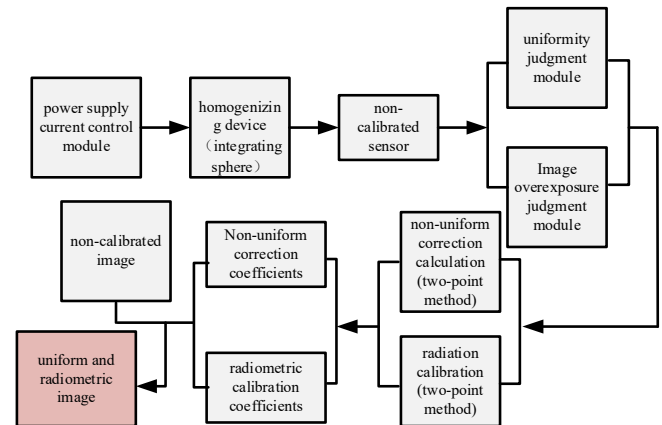 power supply
current control
module
homogenizin
g device
（integrating
sphere）
non-
calibrated
sensor
uniformity
judgment
module
Image
overexposure
judgment
module
non-calibrated
image
Non-uniform
correction
coefficients
non-uniform
correction
calculation
(two-point
method)
uniform and
radiometric
image
radiometric
calibration
coefficients
radiation
calibration
(two-point
method)